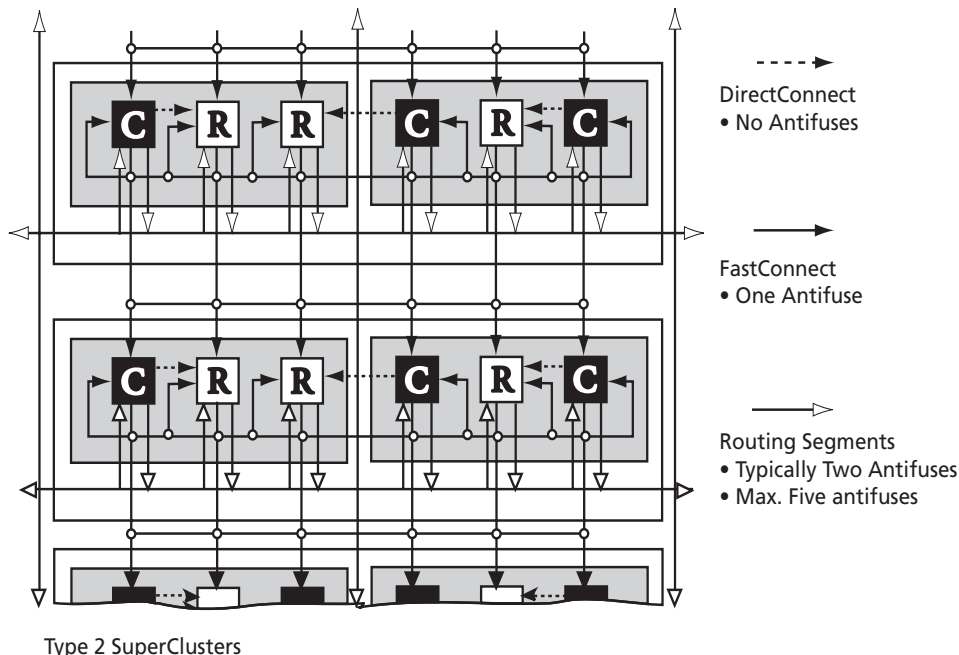 C R R C R C
DirectConnect
• No Antifuses
FastConnect
• One Antifuse
C R R C R C
Routing Segments
• Typically Two Antifuses
• Max. Five antifuses
Type 2 SuperClusters